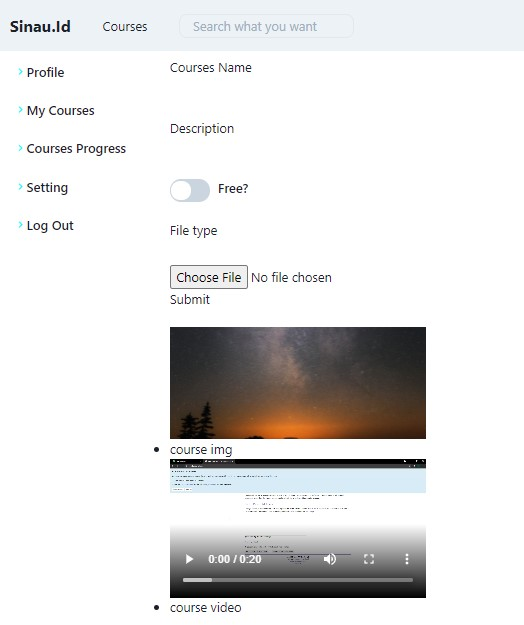 Sinau.Id
Courses
Search what you want
Profile
My Courses
Courses Progress
Setting
Log Out
Courses Name
Description
Free?
File type
Choose File No file chosen
Submit
course img
0:00 / 0:20
course video